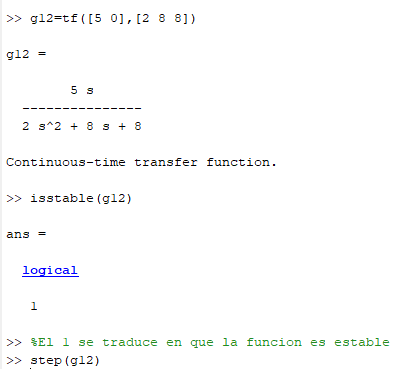 >> g12=tf([5 0],[2 8 8])
g12 =
5 s
---------------
2 s^2 + 8 s + 8
Continuous-time transfer function.
>> isstable(g12)
ans =
logical
1
>> %El 1 se traduce en que la funcion es estable
>> step(g12)